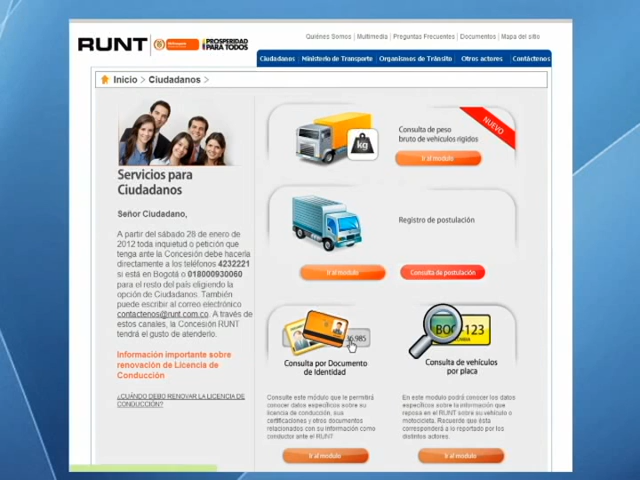 RUNT
PROSPERIDAD
PARA TODOS
Quiénes Somos | Multimedia | Preguntas Frecuentes | Documentos | Mapa del sitio
Ciudadanos | Ministerio de Transporte | Organismos de Tránsito | Otros actores | Contáctenos
Inicio > Ciudadanos >
Servicios para
Ciudadanos
Señor Ciudadano,
A partir del sábado 28 de enero de
2012 toda inquietud o petición que
tenga ante la Concesión debe hacerla
directamente a los teléfonos 4232221
si está en Bogotá o 018000930060
para el resto del país eligiendo la
opción de Ciudadanos. También
puede escribir al correo electrónico
contactenos@runt.com.co. A través de
estos canales, la Concesión RUNT
tendrá el gusto de atenderlo.
Información importante sobre
renovación de Licencia de
Conducción
¿CUÁNDO DEBO RENOVAR LA LICENCIA DE
CONDUCCIÓN?
kg
Consulta de peso
bruto de vehículos rígidos
NUEVO
Ir al modulo
Registro de postulación
Ir al modulo
Consulta de postulación
Consulta por Documento
de Identidad
Consulte este módulo que le permitirá
conocer datos específicos sobre su
licencia de conducción, sus
certificaciones y otros documentos
relacionados con su información como
conductor ante el RUNT
Ir al modulo
123
Consulta de vehículos
por placa
En este modulo podrá conocer los datos
específicos sobre la información que
reposa en el RUNT sobre su vehículo o
motocicleta. Recuerde que ésta
corresponderá a lo reportado por los
distintos actores.
Ir al modulo